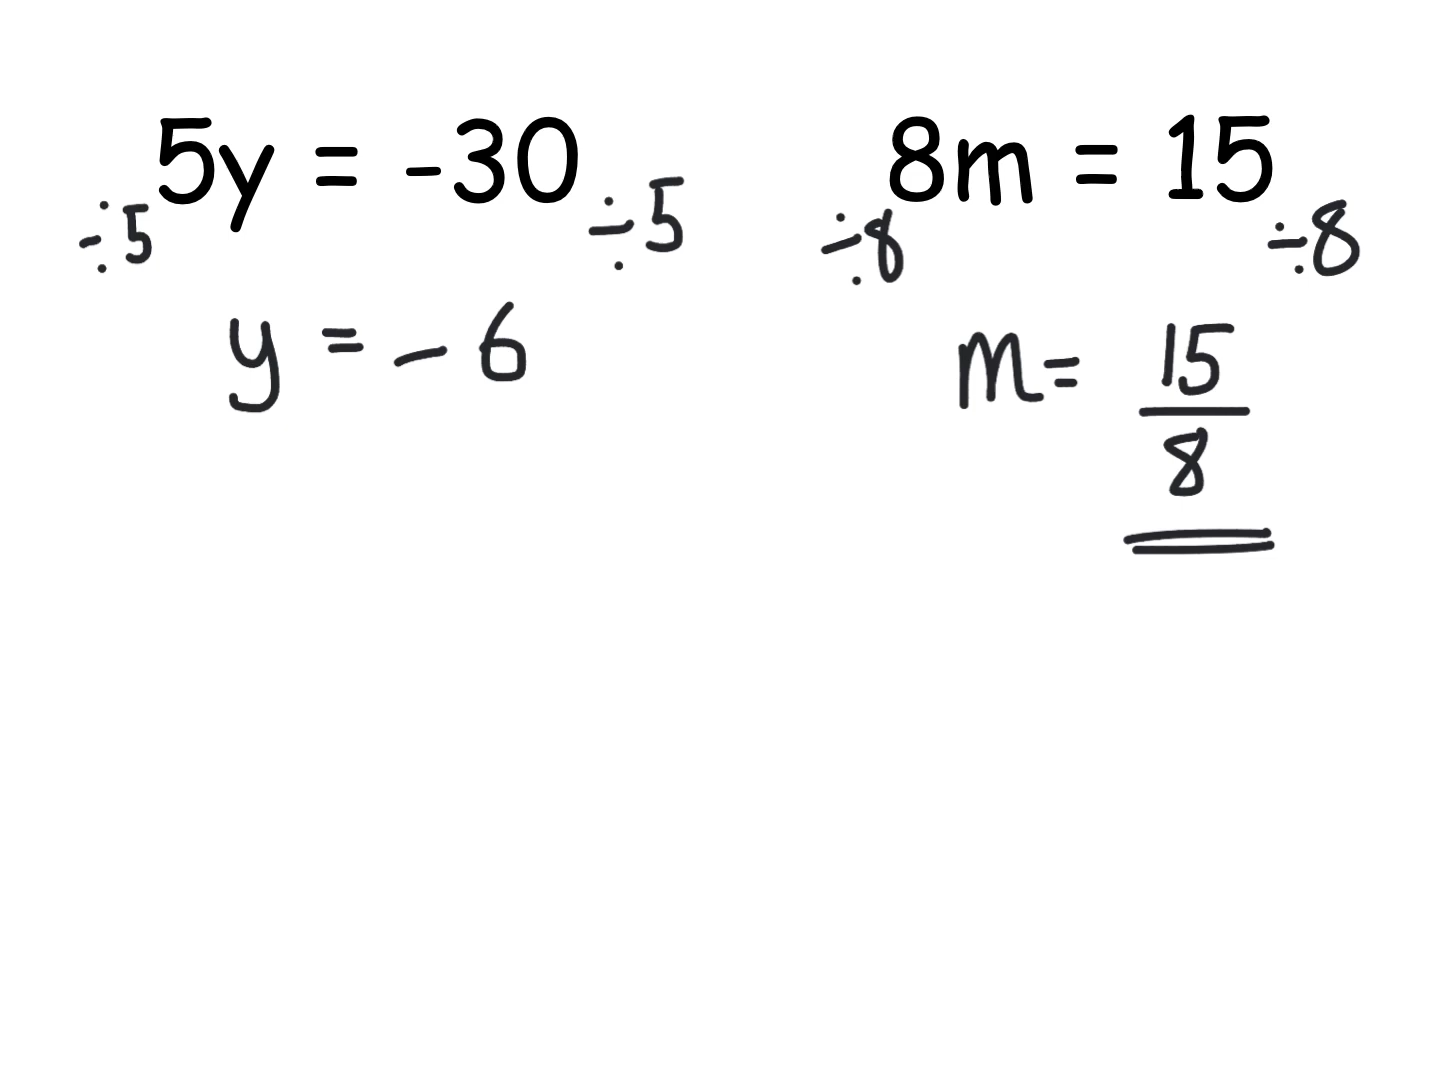 5y = -30
÷5 ÷5
y = - 6
8m = 15
÷8 ÷8
m = 15
8